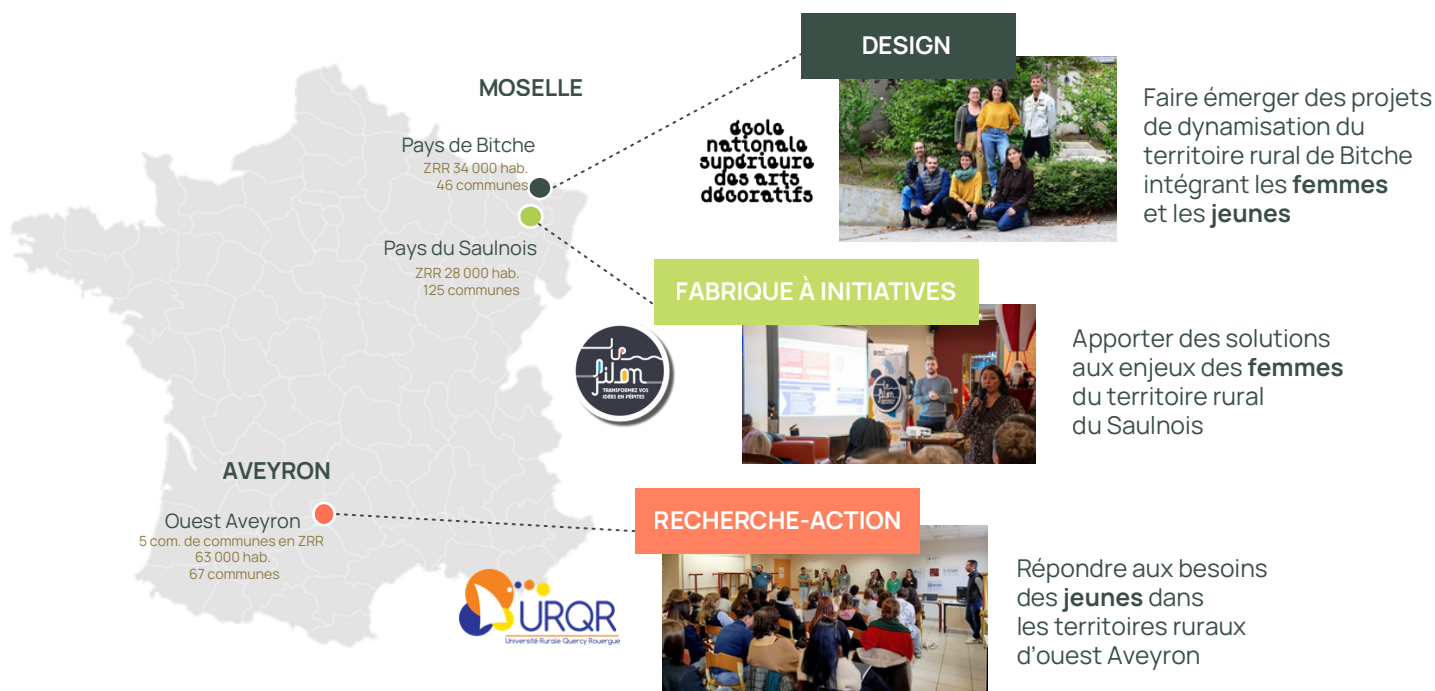 MOSELLE
Pays de Bitche
ZRR 34 000 hab.
46 communes
Pays du Saulnois
ZRR 28 000 hab.
125 communes
AVEYRON
Ouest Aveyron
5 com. de communes en ZRR
63 000 hab.
67 communes
DESIGN
école
nationale
supérieure
des arts
décoratifs
Faire émerger des projets
de dynamisation du
territoire rural de Bitche
intégrant les femmes
et les jeunes
FABRIQUE À INITIATIVES
le
filon
TRANSFORMEZ VOS
IDÉES EN PÉPITES
Apporter des solutions
aux enjeux des femmes
du territoire rural
du Saulnois
RECHERCHE-ACTION
URQR
Université Rurale Quercy Rouergue
Répondre aux besoins
des jeunes dans
les territoires ruraux
d'ouest Aveyron